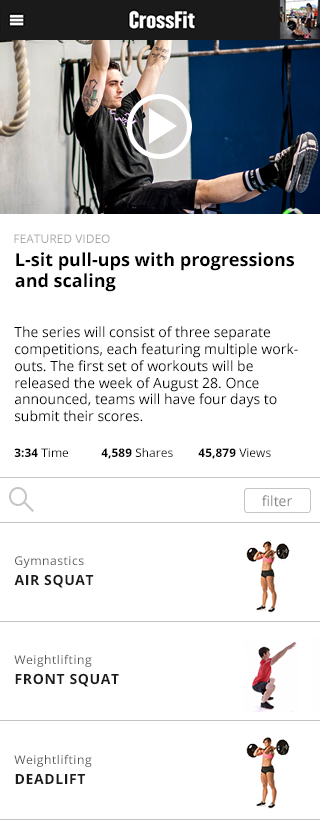 CrossFit
FEATURED VIDEO
L-sit pull-ups with progressions
and scaling
The series will consist of three separate
competitions, each featuring multiple work-
outs. The first set of workouts will be
released the week of August 28. Once
announced, teams will have four days to
submit their scores.
3:34 Time 4,589 Shares 45,879 Views
filter
Gymnastics
AIR SQUAT
Weightlifting
FRONT SQUAT
Weightlifting
DEADLIFT